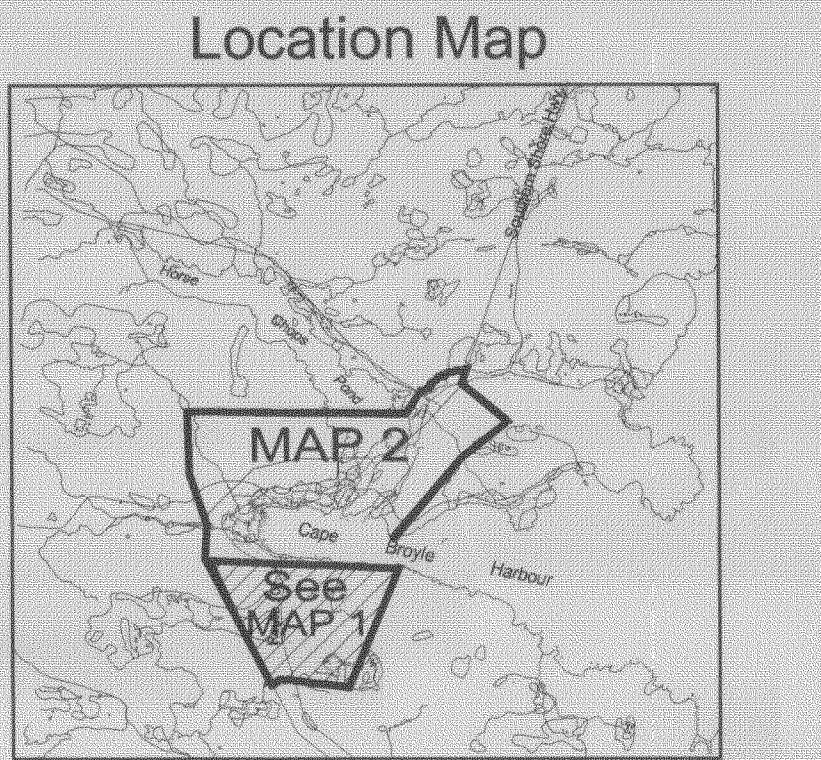 Location Map
Southern Shore Hwy
Horse
Chops
Pond
MAP 2
Cape
Broyle
Harbour
See
MAP 1